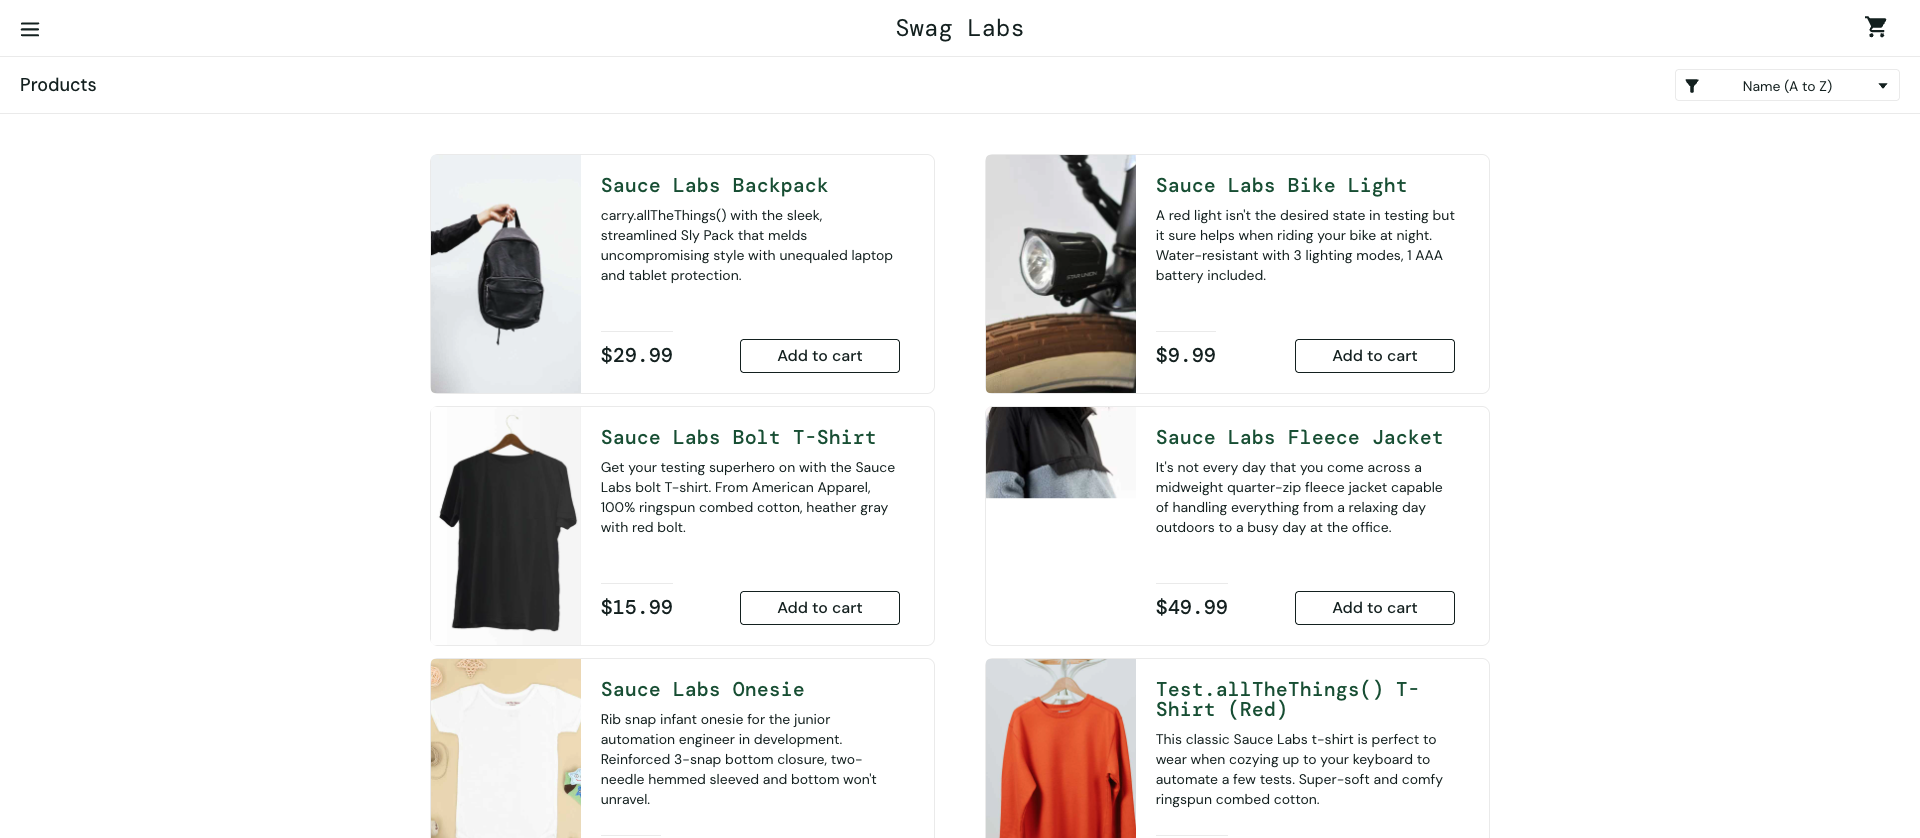 Swag Labs
Products
Name (A to Z)
Sauce Labs Backpack
carry.allTheThings() with the sleek,
streamlined Sly Pack that melds
uncompromising style with unequaled laptop
and tablet protection.
$29.99
Add to cart
Sauce Labs Bike Light
A red light isn't the desired state in testing but
it sure helps when riding your bike at night.
Water-resistant with 3 lighting modes, 1 AAA
battery included.
$9.99
Add to cart
Sauce Labs Bolt T-Shirt
Get your testing superhero on with the Sauce
Labs bolt T-shirt. From American Apparel,
100% ringspun combed cotton, heather gray
with red bolt.
$15.99
Add to cart
Sauce Labs Fleece Jacket
It's not every day that you come across a
midweight quarter-zip fleece jacket capable
of handling everything from a relaxing day
outdoors to a busy day at the office.
$49.99
Add to cart
Sauce Labs Onesie
Rib snap infant onesie for the junior
automation engineer in development.
Reinforced 3-snap bottom closure, two-
needle hemmed sleeved and bottom won't
unravel.
Test.allTheThings() T-
Shirt (Red)
This classic Sauce Labs t-shirt is perfect to
wear when cozying up to your keyboard to
automate a few tests. Super-soft and comfy
ringspun combed cotton.